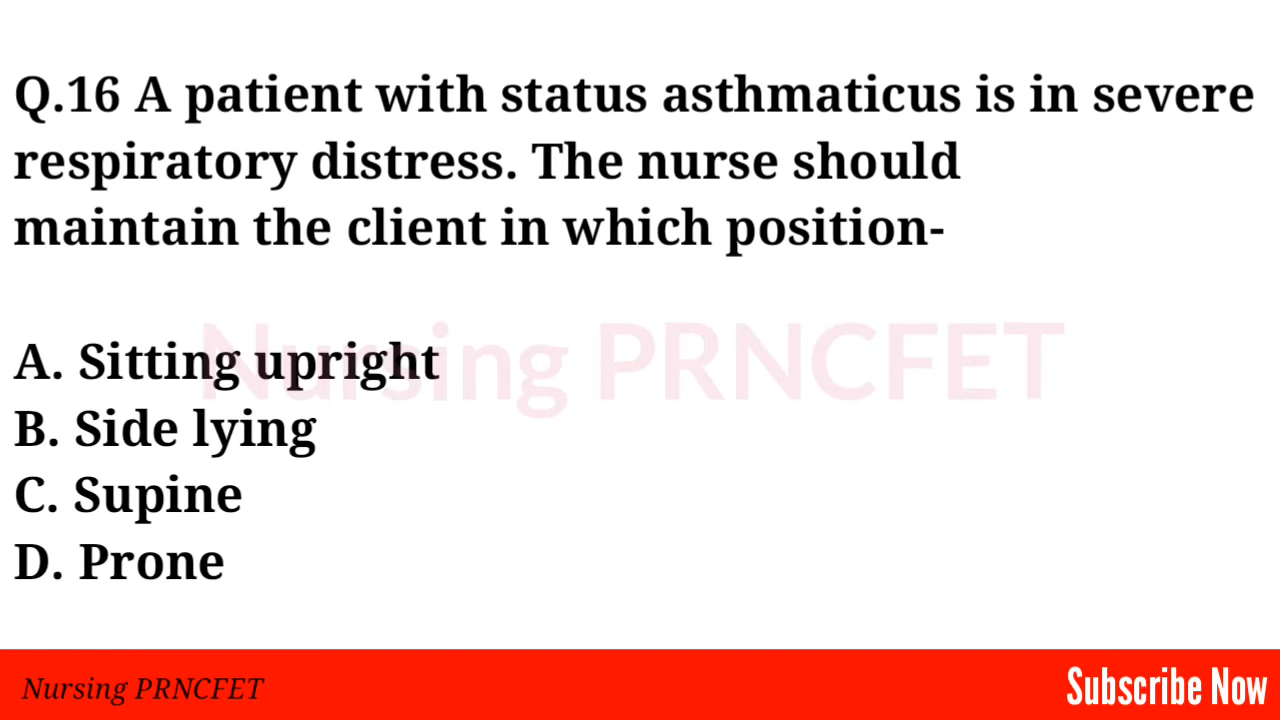 Q.16 A patient with status asthmaticus is in severe
respiratory distress. The nurse should
maintain the client in which position-
A. Sitting upright
Nursing PRNCFET
B. Side lying
C. Supine
D. Prone
Nursing PRNCFET
Subscribe Now